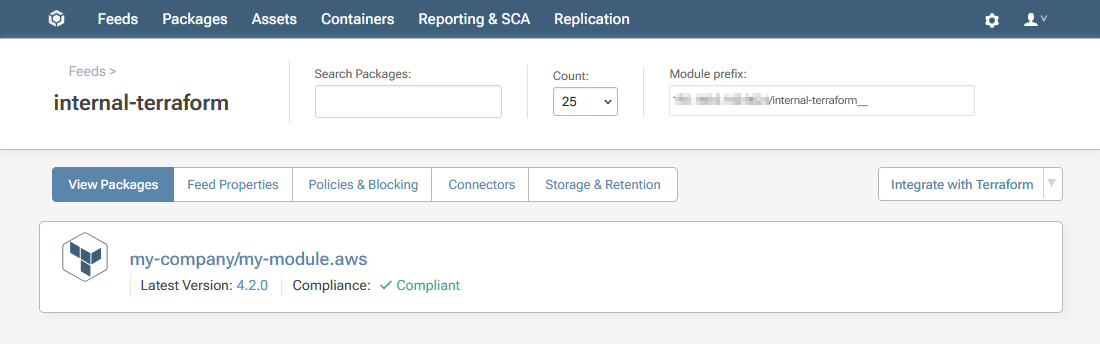 Feeds Packages Assets Containers Reporting & SCA Replication
Feeds >
internal-terraform
Search Packages:
Count:
25
Module prefix:
/internal-terraform__
View Packages Feed Properties Policies & Blocking Connectors Storage & Retention
Integrate with Terraform
my-company/my-module.aws
Latest Version: 4.2.0 Compliance: Compliant